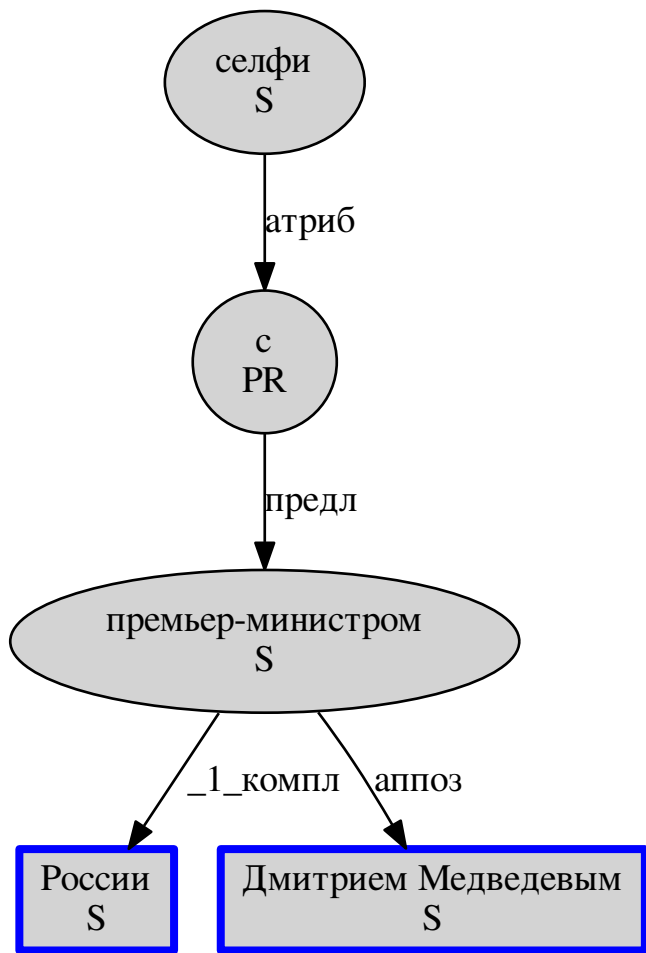 селфи
S
атриб
с
PR
предл
премьер-министром
S
_1_компл
аппоз
России
S
Дмитрием Медведевым
S